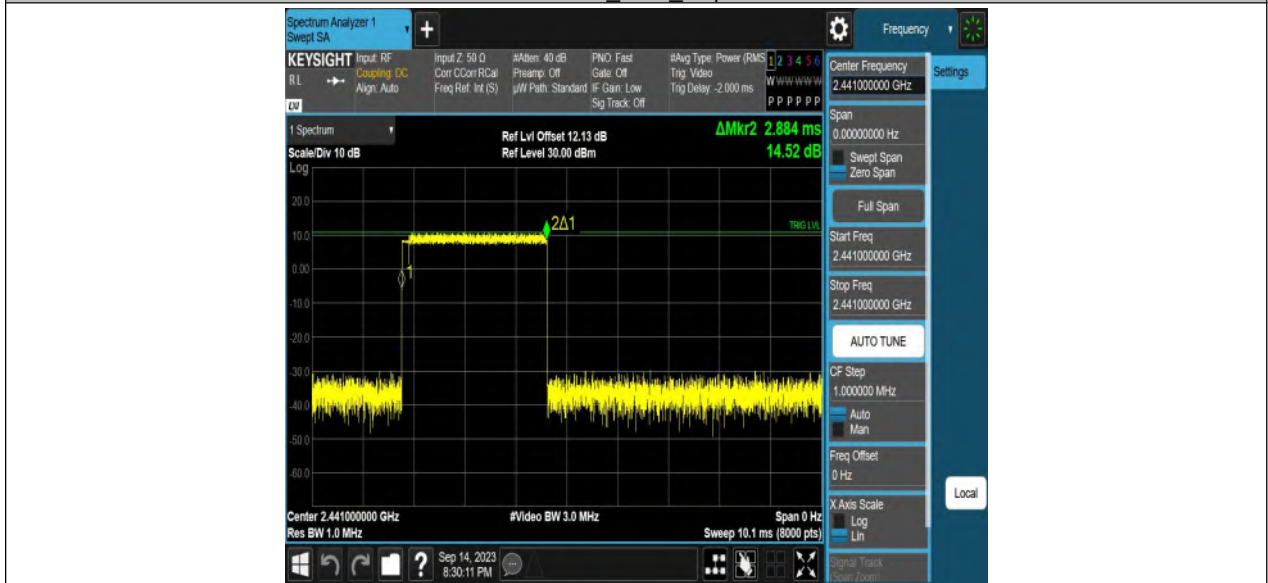 Spectrum Analyzer 1
Swept SA
+
Frequency
KEYSIGHT
RL
LXI
Input: RF
Coupling: DC
Align: Auto
Input Z: 50 Ω
Corr CCorr RCal
Freq Ref: Int (S)
#Atten: 40 dB
Preamp: Off
µW Path: Standard
PNO: Fast
Gate: Off
IF Gain: Low
Sig Track: Off
#Avg Type: Power (RMS
Trig: Video
Trig Delay: -2.000 ms
1 2 3 4 5 6
W W W W W W
P P P P P P
Center Frequency
2.441000000 GHz
Settings
Span
0.00000000 Hz
Swept Span
Zero Span
Full Span
Start Freq
2.441000000 GHz
Stop Freq
2.441000000 GHz
AUTO TUNE
CF Step
1.000000 MHz
Auto
Man
Freq Offset
0 Hz
X Axis Scale
Log
Lin
Signal Track
(Span Zoom)
Local
1 Spectrum
Scale/Div 10 dB
Log
Ref Lvl Offset 12.13 dB
Ref Level 30.00 dBm
ΔMkr2 2.884 ms
14.52 dB
20.0
10.0
0.00
-10.0
-20.0
-30.0
-40.0
-50.0
-60.0
2Δ1
1
TRIG LVL
Center 2.441000000 GHz
Res BW 1.0 MHz
#Video BW 3.0 MHz
Span 0 Hz
Sweep 10.1 ms (8000 pts)
?
Sep 14, 2023
8:30:11 PM